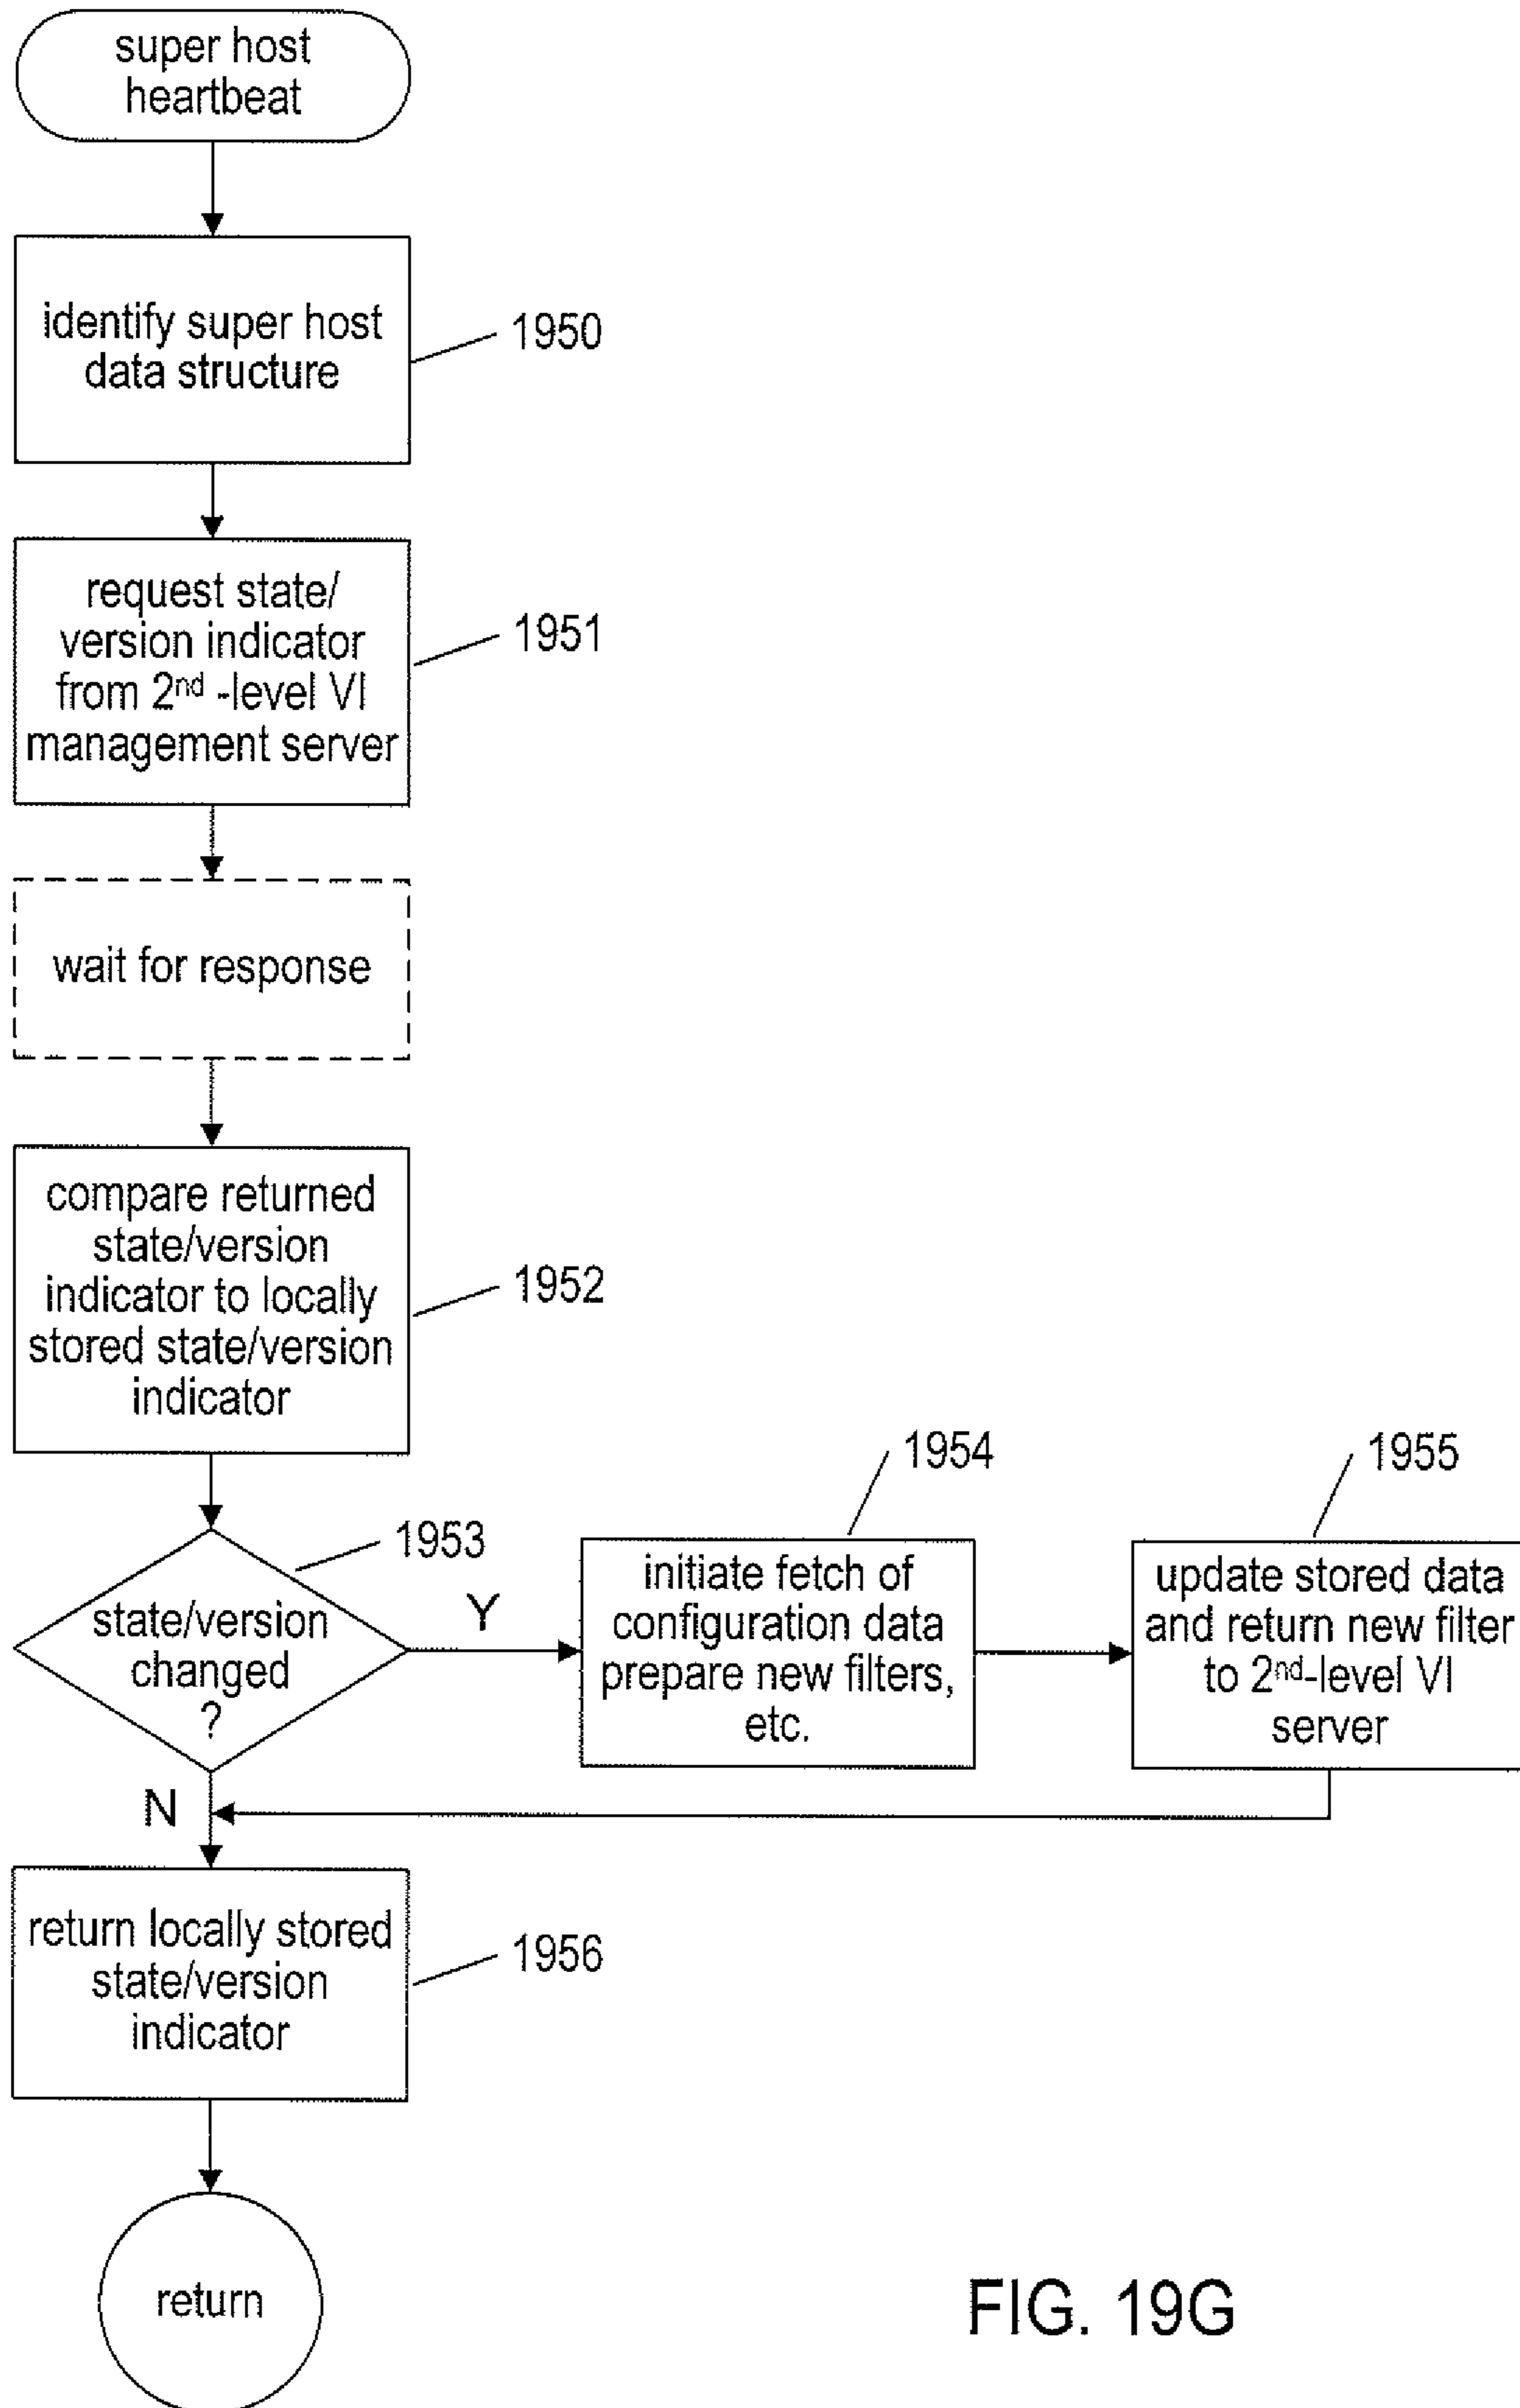 super host
heartbeat
identify super host
data structure
1950
request state/
version indicator
from 2nd -level VI
management server
1951
wait for response
compare returned
state/version
indicator to locally
stored state/version
indicator
1952
state/version
changed
?
1953
Y
N
initiate fetch of
configuration data
prepare new filters,
etc.
1954
update stored data
and return new filter
to 2nd-level VI
server
1955
return locally stored
state/version
indicator
1956
return
FIG. 19G